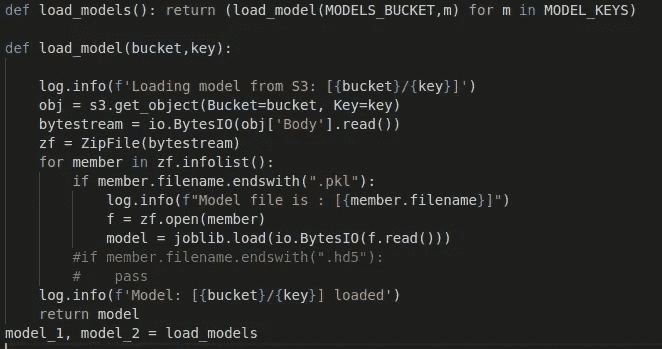 def load_models(): return (load_model(MODELS_BUCKET,m) for m in MODEL_KEYS)
def load_model(bucket,key):
log.info(f'Loading model from S3: [{bucket}/{key}]')
obj = s3.get_object(Bucket=bucket, Key=key)
bytestream = io.BytesIO(obj['Body'].read())
zf = ZipFile(bytestream)
for member in zf.infolist():
if member.filename.endswith(".pkl"):
log.info(f"Model file is : [{member.filename}]")
f = zf.open(member)
model = joblib.load(io.BytesIO(f.read()))
#if member.filename.endswith(".hd5"):
#    pass
log.info(f'Model: [{bucket}/{key}] loaded')
return model
model_1, model_2 = load_models